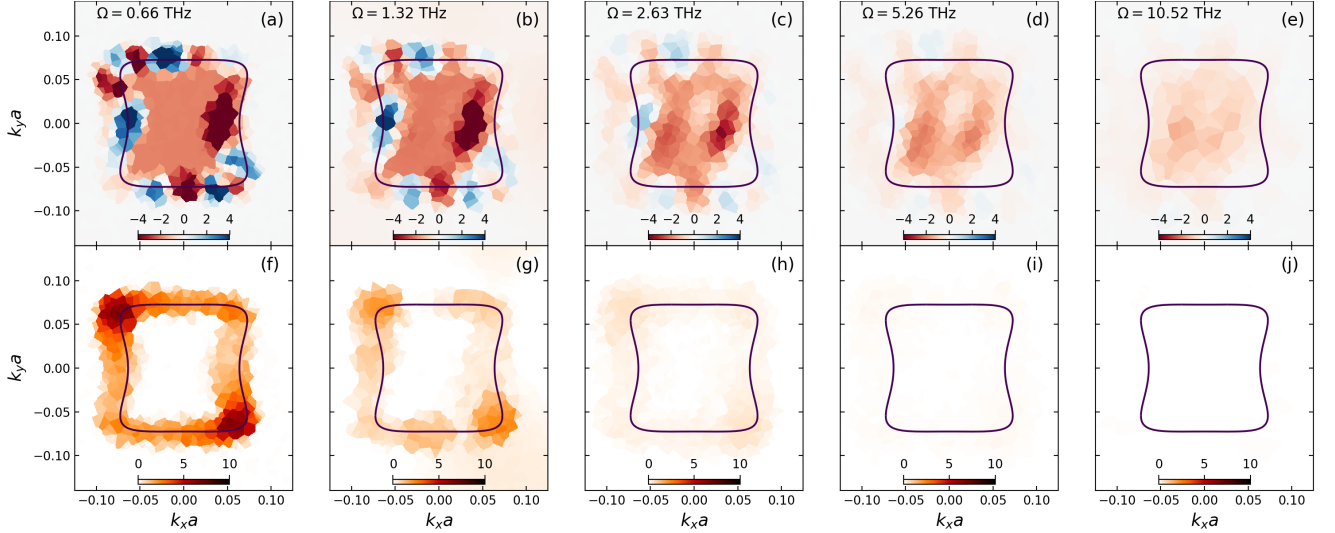 Ω = 0.66 THz (a)
Ω = 1.32 THz (b)
Ω = 2.63 THz (c)
Ω = 5.26 THz (d)
Ω = 10.52 THz (e)
0.10
0.05
0.00
−0.05
−0.10
kya
−4 −2 0 2 4
−4 −2 0 2 4
−4 −2 0 2 4
−4 −2 0 2 4
−4 −2 0 2 4
(f)
(g)
(h)
(i)
(j)
0.10
0.05
0.00
−0.05
−0.10
kya
0 5 10
0 5 10
0 5 10
0 5 10
0 5 10
−0.10 −0.05 0.00 0.05 0.10
−0.10 −0.05 0.00 0.05 0.10
−0.10 −0.05 0.00 0.05 0.10
−0.10 −0.05 0.00 0.05 0.10
−0.10 −0.05 0.00 0.05 0.10
kxa
kxa
kxa
kxa
kxa